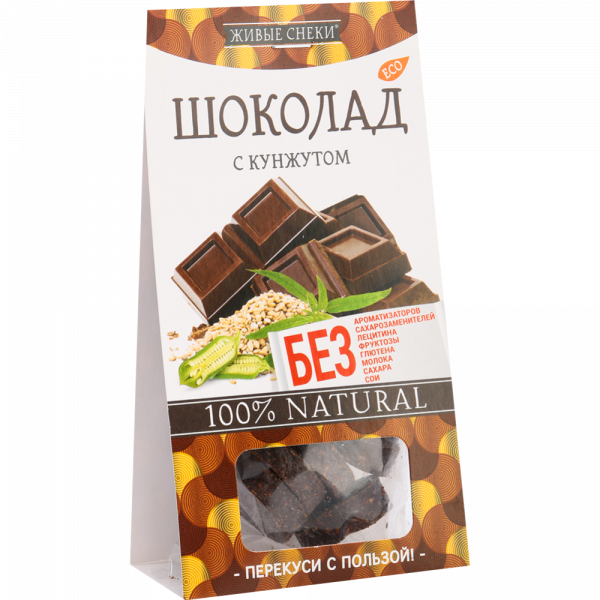 ЖИВЫЕ СНЕКИ®
ECO
ШОКОЛАД
С КУНЖУТОМ
БЕЗ
АРОМАТИЗАТОРОВ
САХАРОЗАМЕНИТЕЛЕЙ
ЛЕЦИТИНА
ФРУКТОЗЫ
ГЛЮТЕНА
МОЛОКА
САХАРА
СОИ
100% NATURAL
- ПЕРЕКУСИ С ПОЛЬЗОЙ! -